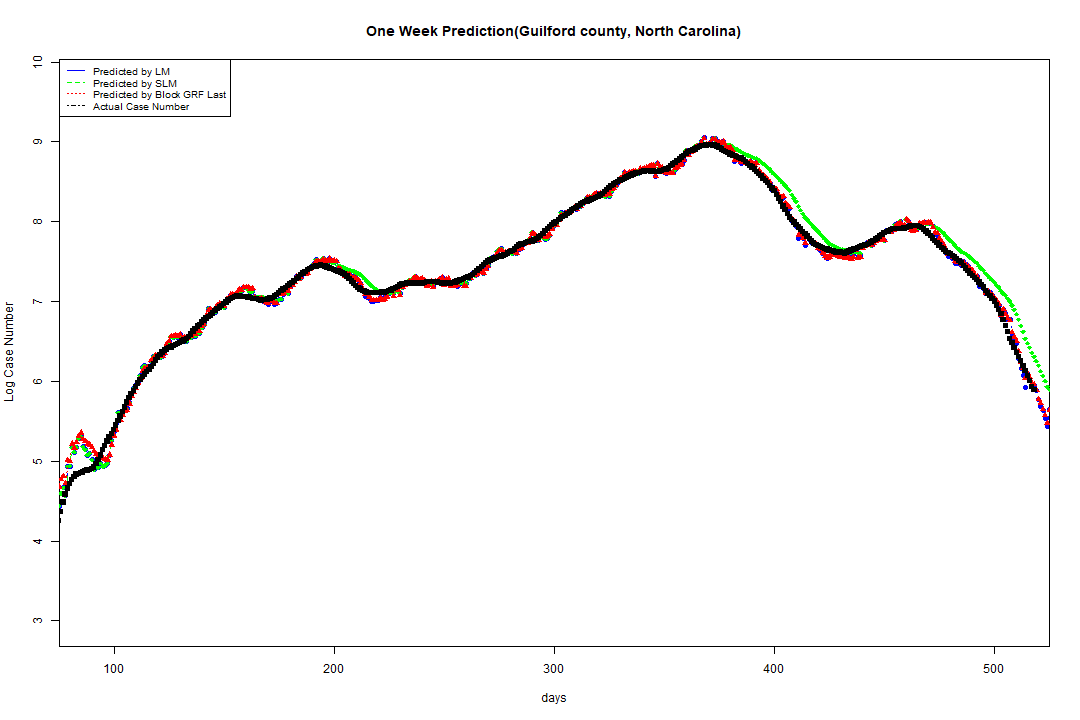 One Week Prediction(Guilford county, North Carolina)
Predicted by LM
Predicted by SLM
Predicted by Block GRF Last
Actual Case Number
10
9
8
7
6
5
4
3
Log Case Number
100 200 300 400 500
days